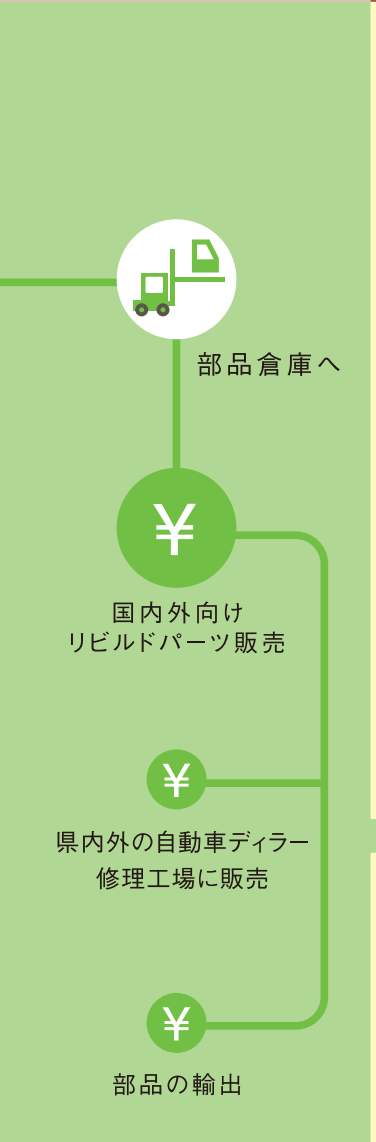 部品倉庫へ
¥
国内外向け
リビルドパーツ販売
¥
県内外の自動車ディラー
修理工場に販売
¥
部品の輸出